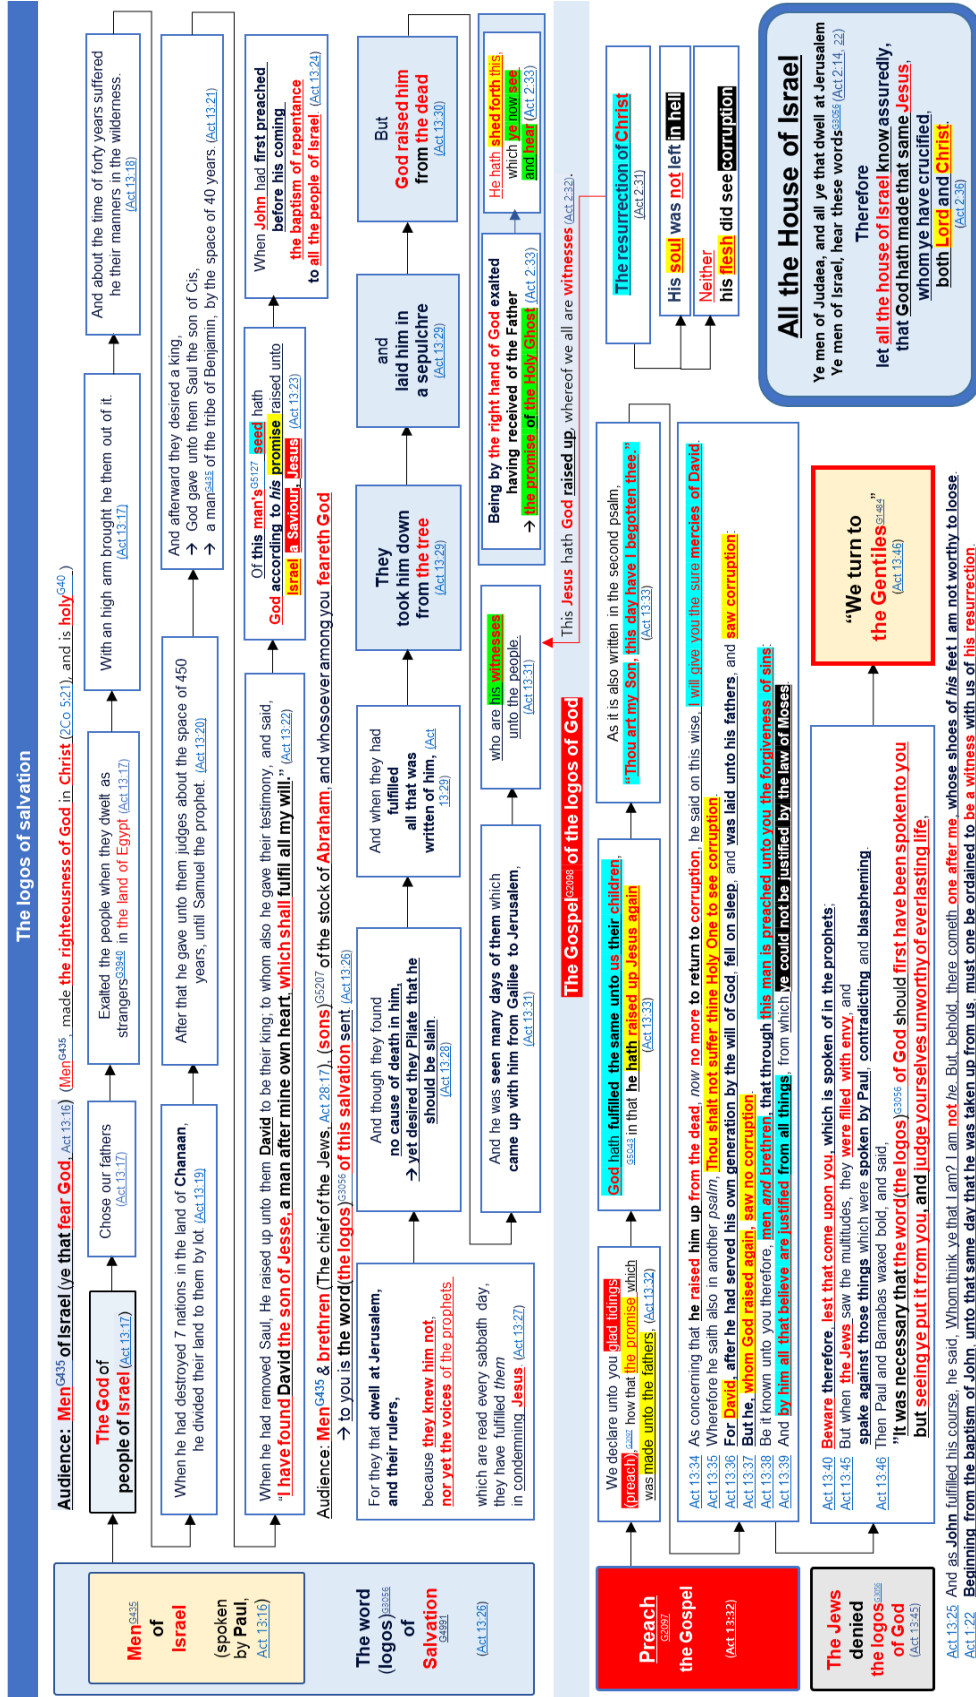 The logos of salvation
Men G435
of
Israel
(spoken
by Paul,
Act 13:16)
Audience: Men G435 of Israel (ye that fear God, Act 13:16) (Men G435, made the righteousness of God in Christ (2Co 5:21), and is holy G40.)
The God of
people of Israel (Act 13:17)
Chose our fathers
(Act 13:17)
Exalted the people when they dwelt as
strangers G3940 in the land of Egypt (Act 13:17)
With an high arm brought he them out of it.
(Act 13:17)
And about the time of forty years suffered
he their manners in the wilderness.
(Act 13:18)
When he had destroyed 7 nations in the land of Chanaan,
he divided their land to them by lot. (Act 13:19)
After that he gave unto them judges about the space of 450
years, until Samuel the prophet. (Act 13:20)
And afterward they desired a king,
→ God gave unto them Saul the son of Cis,
→ a man G435 of the tribe of Benjamin, by the space of 40 years. (Act 13:21)
When he had removed Saul, He raised up unto them David to be their king; to whom also he gave their testimony, and said,
"I have found David the son of Jesse, a man after mine own heart, which shall fulfil all my will." (Act 13:22)
Of this man's G5127 seed hath
God according to his promise raised unto
Israel a Saviour, Jesus (Act 13:23)
When John had first preached
before his coming
the baptism of repentance
to all the people of Israel (Act 13:24)
The word
(logos) G3056
of
Salvation
G4991
(Act 13:26)
Audience: Men G435 & brethren (The chief of the Jews, Act 28:17), (sons) G5207 of the stock of Abraham, and whosoever among you feareth God
→ to you is the word(the logos) G3056 of this salvation sent. (Act 13:26)
For they that dwell at Jerusalem,
and their rulers,
because they knew him not,
nor yet the voices of the prophets
which are read every sabbath day,
they have fulfilled them
in condemning Jesus. (Act 13:27)
And though they found
no cause of death in him,
→ yet desired they Pilate that he
should be slain.
(Act 13:28)
And when they had
fulfilled
all that was
written of him, (Act
13:29)
They
took him down
from the tree
(Act 13:29)
and
laid him in
a sepulchre
(Act 13:29)
But
God raised him
from the dead
(Act 13:30)
And he was seen many days of them which
came up with him from Galilee to Jerusalem,
(Act 13:31)
who are his witnesses
unto the people.
(Act 13:31)
Being by the right hand of God exalted
having received of the Father
→ the promise of the Holy Ghost (Act 2:33)
He hath shed forth this,
which ye now see
and hear (Act 2:33)
The Gospel G2098 of the logos of God
This Jesus hath God raised up, whereof we all are witnesses (Act 2:32).
Preach
G2097
the Gospel
(Act 13:32)
We declare unto you glad tidings
(preach), G2097 how that the promise which
was made unto the fathers, (Act 13:32)
God hath fulfilled the same unto us their children,
G5043 in that he hath raised up Jesus again
(Act 13:33)
As it is also written in the second psalm,
"Thou art my Son, this day have I begotten thee."
(Act 13:33)
The resurrection of Christ
(Act 2:31)
His soul was not left in hell
Neither
his flesh did see corruption
Act 13:34 As concerning that he raised him up from the dead, now no more to return to corruption, he said on this wise, I will give you the sure mercies of David.
Act 13:35 Wherefore he saith also in another psalm, Thou shalt not suffer thine Holy One to see corruption.
Act 13:36 For David, after he had served his own generation by the will of God, fell on sleep, and was laid unto his fathers, and saw corruption:
Act 13:37 But he, whom God raised again, saw no corruption.
Act 13:38 Be it known unto you therefore, men and brethren, that through this man is preached unto you the forgiveness of sins:
Act 13:39 And by him all that believe are justified from all things, from which ye could not be justified by the law of Moses.
The Jews
denied
the logos G3056
of God
(Act 13:45)
Act 13:40 Beware therefore, lest that come upon you, which is spoken of in the prophets;
Act 13:45 But when the Jews saw the multitudes, they were filled with envy, and
spake against those things which were spoken by Paul, contradicting and blaspheming.
Act 13:46 Then Paul and Barnabas waxed bold, and said,
"It was necessary that the word(the logos) G3056 of God should first have been spoken to you
but seeing ye put it from you, and judge yourselves unworthy of everlasting life,
"We turn to
the Gentiles G1484"
(Act 13:46)
All the House of Israel
Ye men of Judaea, and all ye that dwell at Jerusalem
Ye men of Israel, hear these words G3056 (Act 2:14, 22)
Therefore
let all the house of Israel know assuredly,
that God hath made that same Jesus,
whom ye have crucified,
both Lord and Christ.
(Act 2:36)
Act 13:25 And as John fulfilled his course, he said, Whom think ye that I am? I am not he. But, behold, there cometh one after me, whose shoes of his feet I am not worthy to loose.
Act 1:22 Beginning from the baptism of John, unto that same day that he was taken up from us, must one be ordained to be a witness with us of his resurrection.